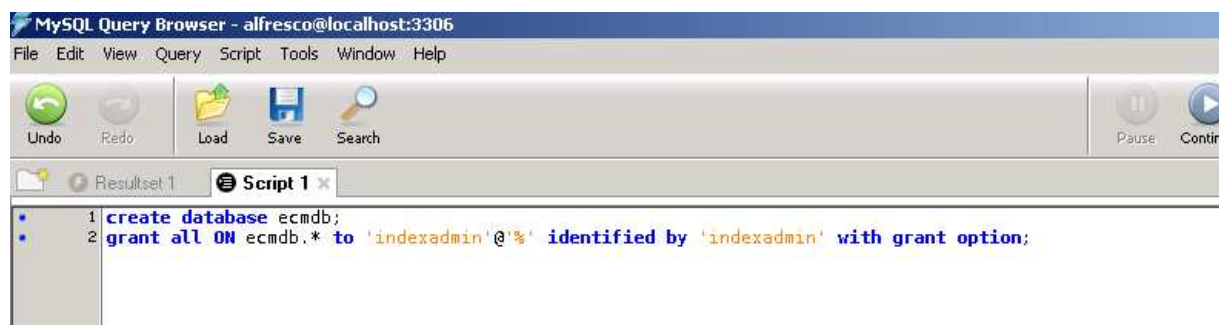 MySQL Query Browser - alfresco@localhost:3306
File Edit View Query Script Tools Window Help
Undo Redo Load Save Search Pause Contin
Resultset 1 Script 1
1 create database ecmdb;
2 grant all ON ecmdb.* to 'indexadmin'@'%' identified by 'indexadmin' with grant option;